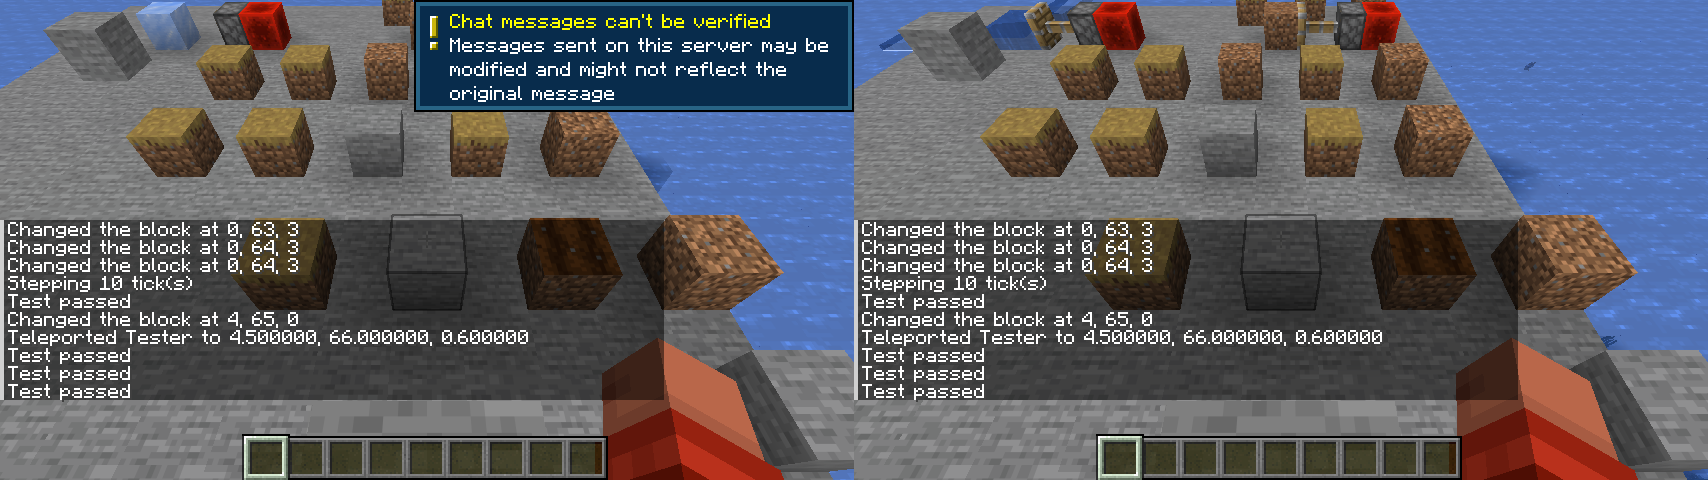 Chat messages can't be verified
Messages sent on this server may be
modified and might not reflect the
original message
Changed the block at 0, 63, 3
Changed the block at 0, 64, 3
Changed the block at 0, 64, 3
Stepping 10 tick(s)
Test passed
Changed the block at 4, 65, 0
Teleported Tester to 4.500000, 66.000000, 0.600000
Test passed
Test passed
Test passed
Changed the block at 0, 63, 3
Changed the block at 0, 64, 3
Changed the block at 0, 64, 3
Stepping 10 tick(s)
Test passed
Changed the block at 4, 65, 0
Teleported Tester to 4.500000, 66.000000, 0.600000
Test passed
Test passed
Test passed